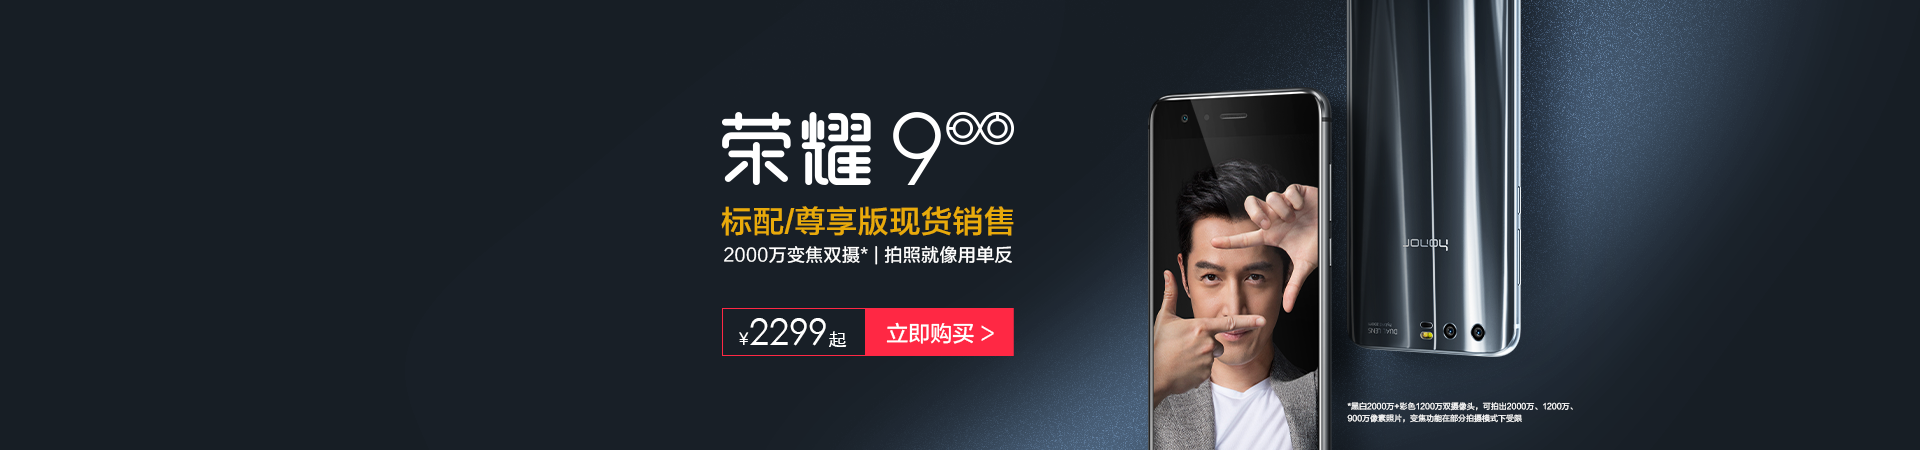 荣耀 9
标配/尊享版现货销售
2000万变焦双摄* | 拍照就像用单反
¥2299起
立即购买 >
honor
DUAL LENS
*黑白2000万+彩色1200万双摄像头，可拍出2000万、1200万、
900万像素照片，变焦功能在部分拍摄模式下受限